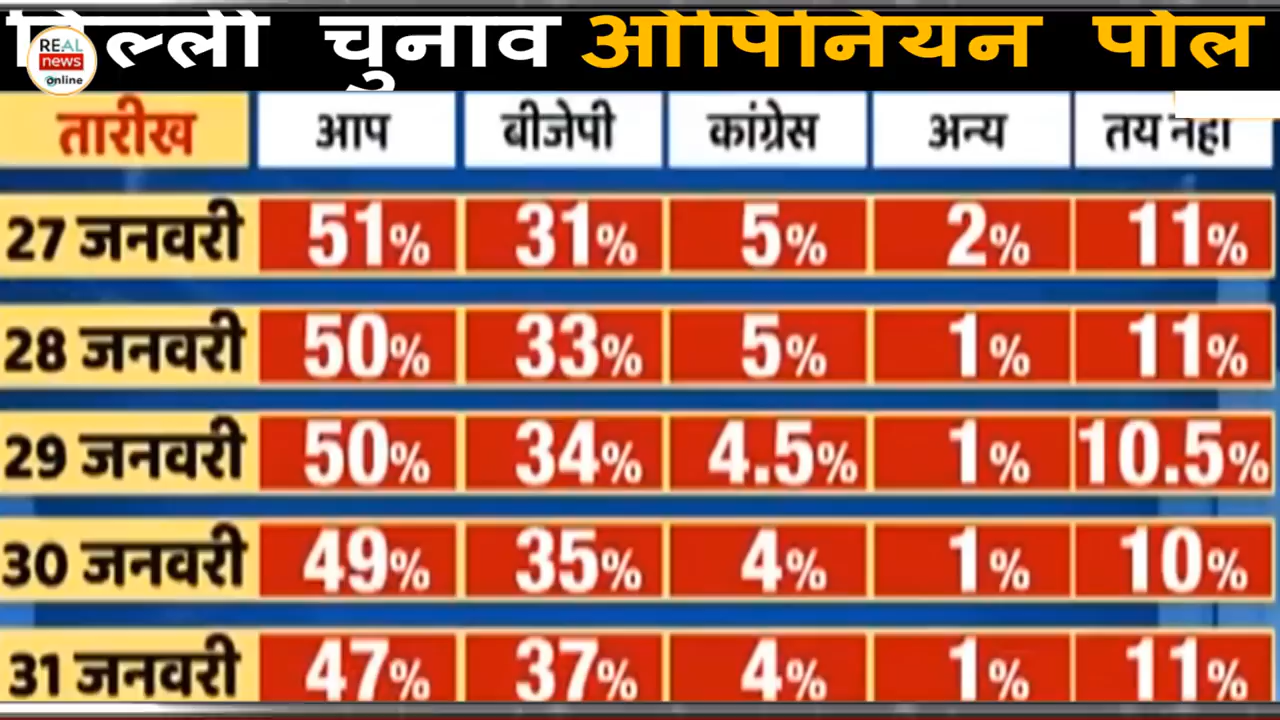 दिल्ली चुनाव ओपिनियन पोल
REAL
news
online
तारीख आप बीजेपी कांग्रेस अन्य तय नहीं
27 जनवरी 51% 31% 5% 2% 11%
28 जनवरी 50% 33% 5% 1% 11%
29 जनवरी 50% 34% 4.5% 1% 10.5%
30 जनवरी 49% 35% 4% 1% 10%
31 जनवरी 47% 37% 4% 1% 11%